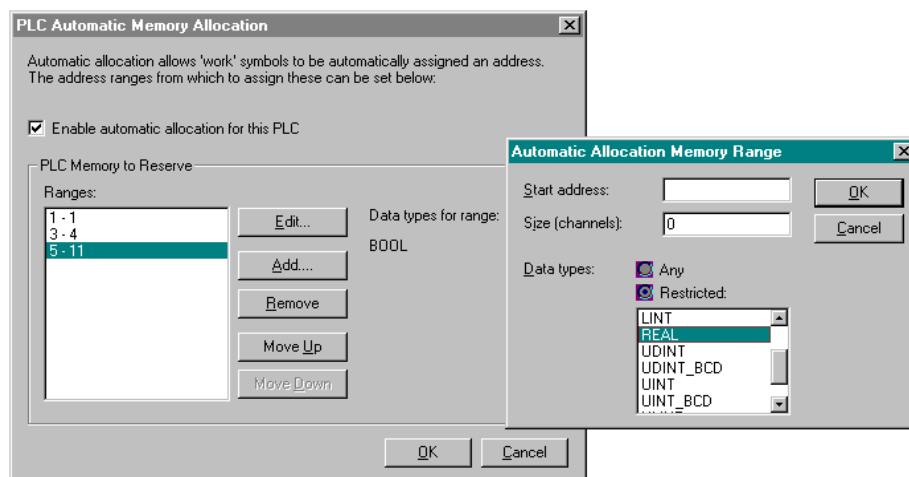 PLC Automatic Memory Allocation
Automatic allocation allows 'work' symbols to be automatically assigned an address.
The address ranges from which to assign these can be set below:
Enable automatic allocation for this PLC
PLC Memory to Reserve
Ranges:
1 - 1
3 - 4
5 - 11
Edit...
Add....
Remove
Move Up
Move Down
Data types for range:
BOOL
OK
Cancel
Automatic Allocation Memory Range
Start address:
Size (channels):
0
OK
Cancel
Data types:
Any
Restricted:
LINT
REAL
UDINT
UDINT_BCD
UINT
UINT_BCD